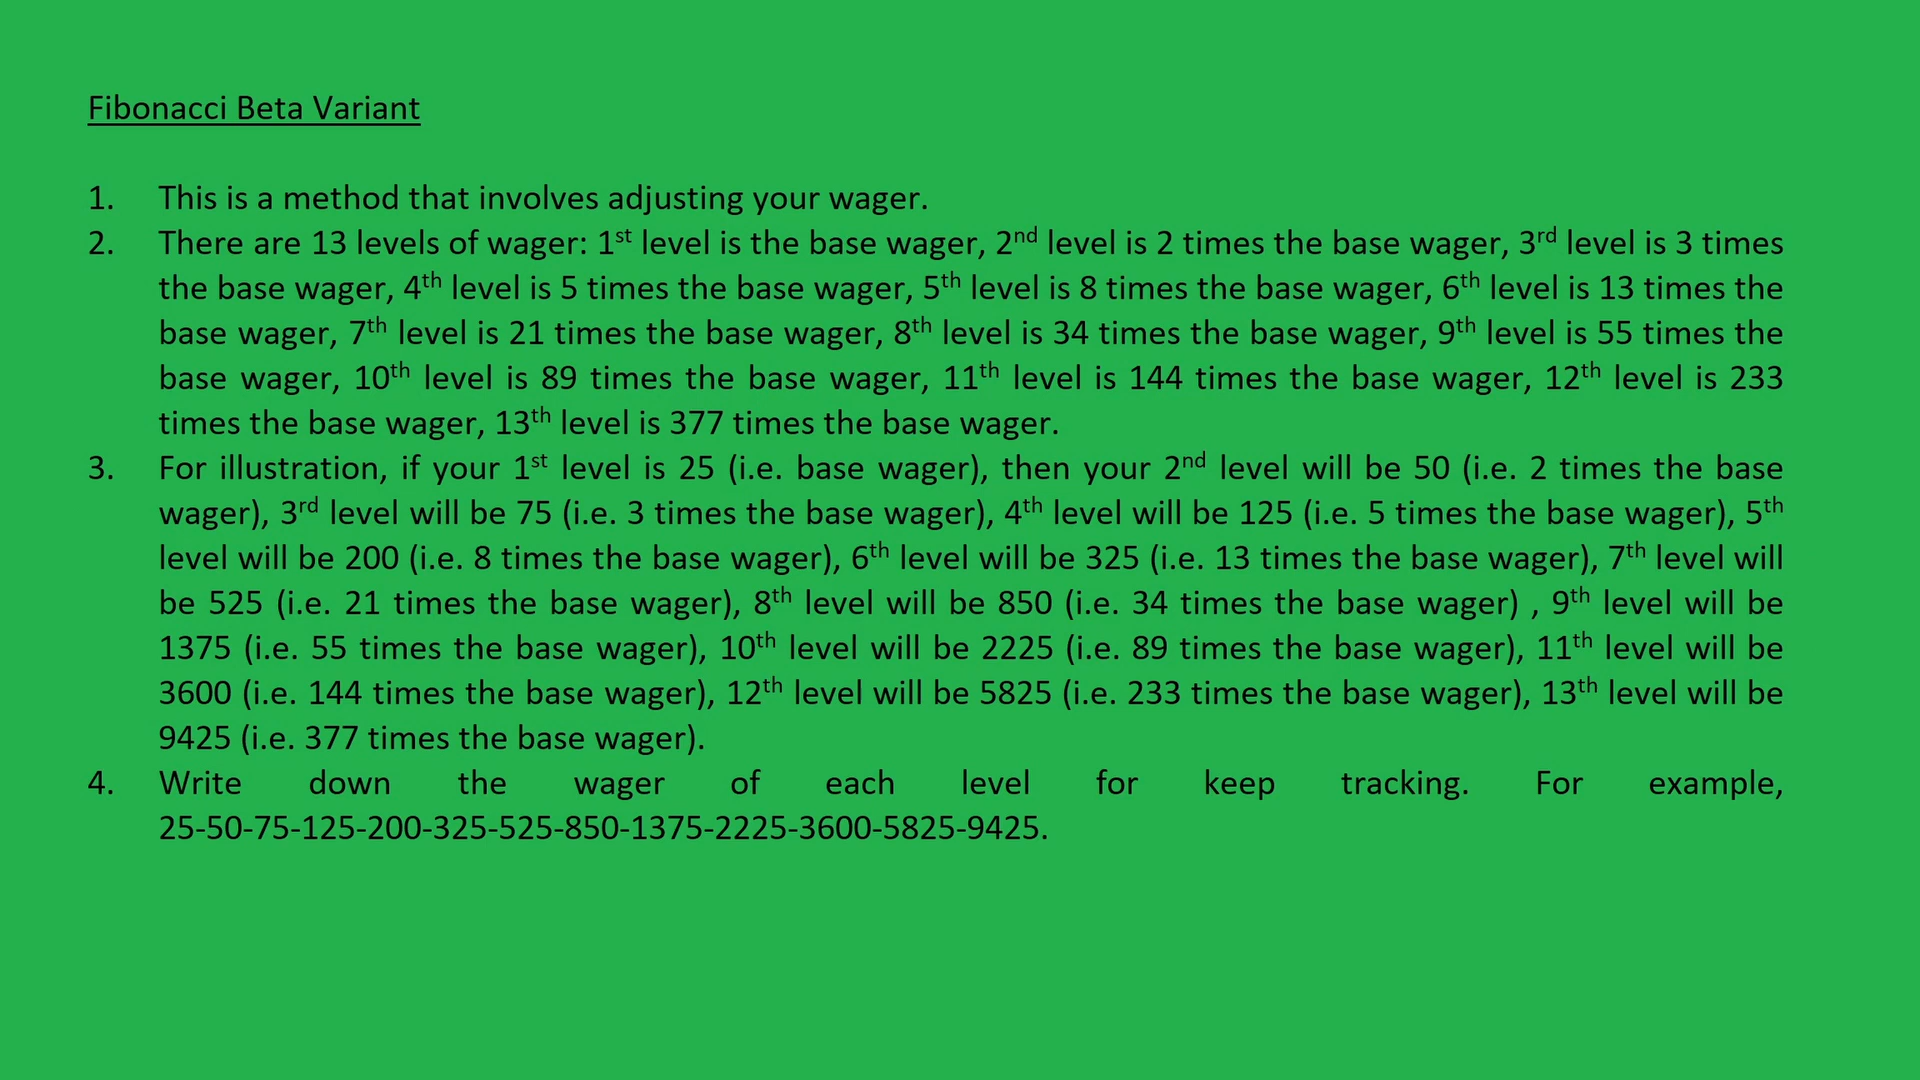 Fibonacci Beta Variant
1. This is a method that involves adjusting your wager.
2. There are 13 levels of wager: 1st level is the base wager, 2nd level is 2 times the base wager, 3rd level is 3 times
the base wager, 4th level is 5 times the base wager, 5th level is 8 times the base wager, 6th level is 13 times the
base wager, 7th level is 21 times the base wager, 8th level is 34 times the base wager, 9th level is 55 times the
base wager, 10th level is 89 times the base wager, 11th level is 144 times the base wager, 12th level is 233
times the base wager, 13th level is 377 times the base wager.
3. For illustration, if your 1st level is 25 (i.e. base wager), then your 2nd level will be 50 (i.e. 2 times the base
wager), 3rd level will be 75 (i.e. 3 times the base wager), 4th level will be 125 (i.e. 5 times the base wager), 5th
level will be 200 (i.e. 8 times the base wager), 6th level will be 325 (i.e. 13 times the base wager), 7th level will
be 525 (i.e. 21 times the base wager), 8th level will be 850 (i.e. 34 times the base wager) , 9th level will be
1375 (i.e. 55 times the base wager), 10th level will be 2225 (i.e. 89 times the base wager), 11th level will be
3600 (i.e. 144 times the base wager), 12th level will be 5825 (i.e. 233 times the base wager), 13th level will be
9425 (i.e. 377 times the base wager).
4. Write down the wager of each level for keep tracking. For example,
25-50-75-125-200-325-525-850-1375-2225-3600-5825-9425.